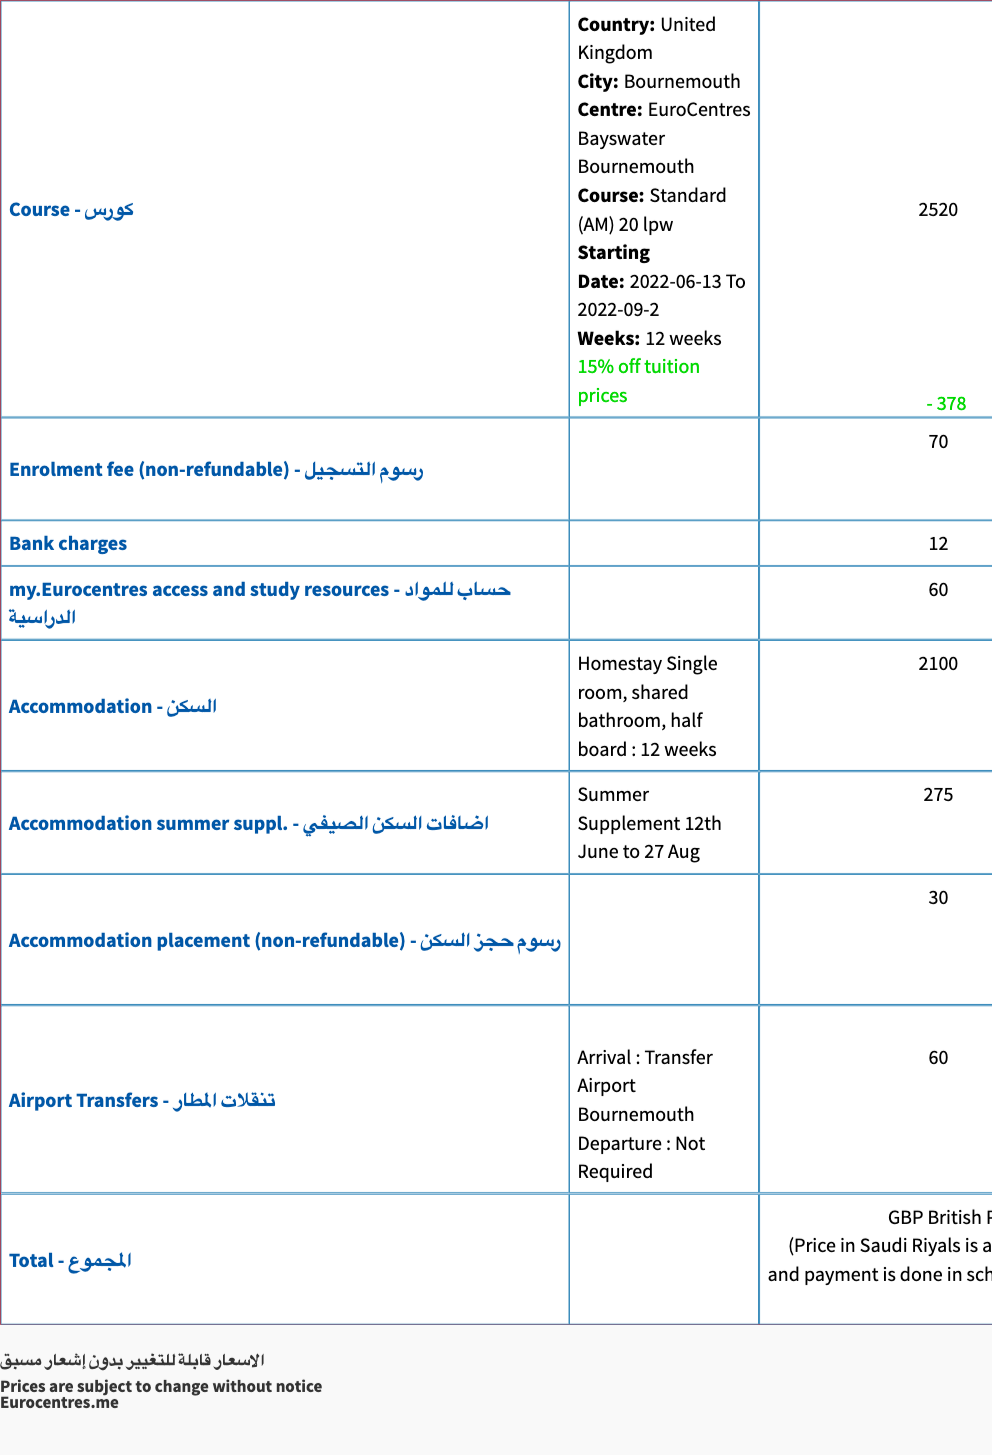 Course - كورس
Country: United
Kingdom
City: Bournemouth
Centre: EuroCentres
Bayswater
Bournemouth
Course: Standard
(AM) 20 lpw
Starting
Date: 2022-06-13 To
2022-09-2
Weeks: 12 weeks
15% off tuition
prices
2520
- 378
Enrolment fee (non-refundable) - رسوم التسجيل
70
Bank charges
12
my.Eurocentres access and study resources - حساب للمواد
الدراسية
60
Accommodation - السكن
Homestay Single
room, shared
bathroom, half
board : 12 weeks
2100
Accommodation summer suppl. - اضافات السكن الصيفي
Summer
Supplement 12th
June to 27 Aug
275
Accommodation placement (non-refundable) - رسوم حجز السكن
30
Airport Transfers - تنقلات المطار
Arrival : Transfer
Airport
Bournemouth
Departure : Not
Required
60
Total - المجموع
GBP British
(Price in Saudi Riyals is a
and payment is done in sch
الاسعار قابلة للتغيير بدون إشعار مسبق
Prices are subject to change without notice
Eurocentres.me